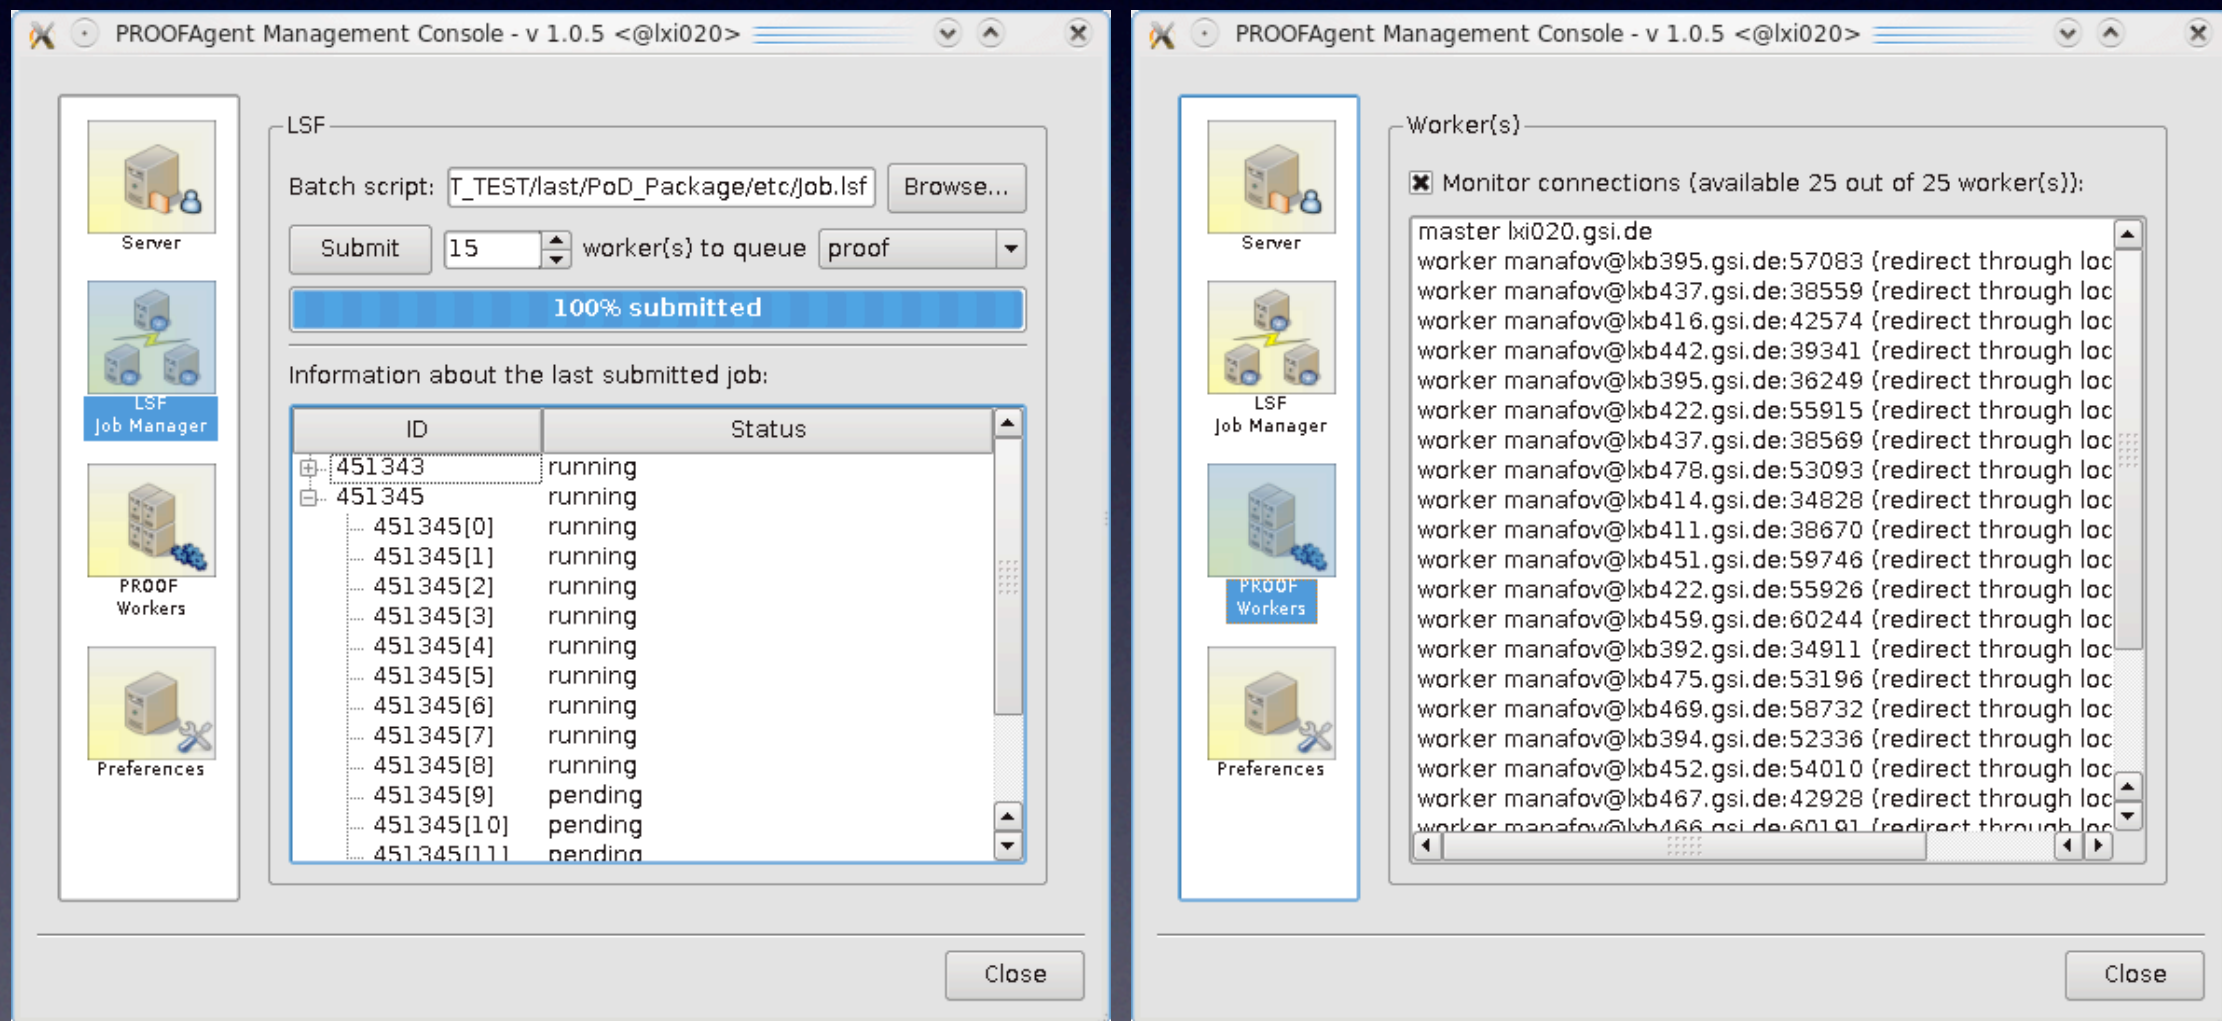 PROOFAgent Management Console - v 1.0.5 <@lxi020>
Server
LSF
Job Manager
PROOF
Workers
Preferences
LSF
Batch script: T_TEST/last/PoD_Package/etc/Job.lsf Browse...
Submit 15 worker(s) to queue proof
100% submitted
Information about the last submitted job:
ID Status
451343 running
451345 running
451345[0] running
451345[1] running
451345[2] running
451345[3] running
451345[4] running
451345[5] running
451345[6] running
451345[7] running
451345[8] running
451345[9] pending
451345[10] pending
451345[11] pending
Close
PROOFAgent Management Console - v 1.0.5 <@lxi020>
Server
LSF
Job Manager
PROOF
Workers
Preferences
Worker(s)
Monitor connections (available 25 out of 25 worker(s)):
master lxi020.gsi.de
worker manafov@lxb395.gsi.de:57083 (redirect through loc
worker manafov@lxb437.gsi.de:38559 (redirect through loc
worker manafov@lxb416.gsi.de:42574 (redirect through loc
worker manafov@lxb442.gsi.de:39341 (redirect through loc
worker manafov@lxb395.gsi.de:36249 (redirect through loc
worker manafov@lxb422.gsi.de:55915 (redirect through loc
worker manafov@lxb437.gsi.de:38569 (redirect through loc
worker manafov@lxb478.gsi.de:53093 (redirect through loc
worker manafov@lxb414.gsi.de:34828 (redirect through loc
worker manafov@lxb411.gsi.de:38670 (redirect through loc
worker manafov@lxb451.gsi.de:59746 (redirect through loc
worker manafov@lxb422.gsi.de:55926 (redirect through loc
worker manafov@lxb459.gsi.de:60244 (redirect through loc
worker manafov@lxb392.gsi.de:34911 (redirect through loc
worker manafov@lxb475.gsi.de:53196 (redirect through loc
worker manafov@lxb469.gsi.de:58732 (redirect through loc
worker manafov@lxb394.gsi.de:52336 (redirect through loc
worker manafov@lxb452.gsi.de:54010 (redirect through loc
worker manafov@lxb467.gsi.de:42928 (redirect through loc
worker manafov@lxb466.gsi.de:60191 (redirect through loc
Close